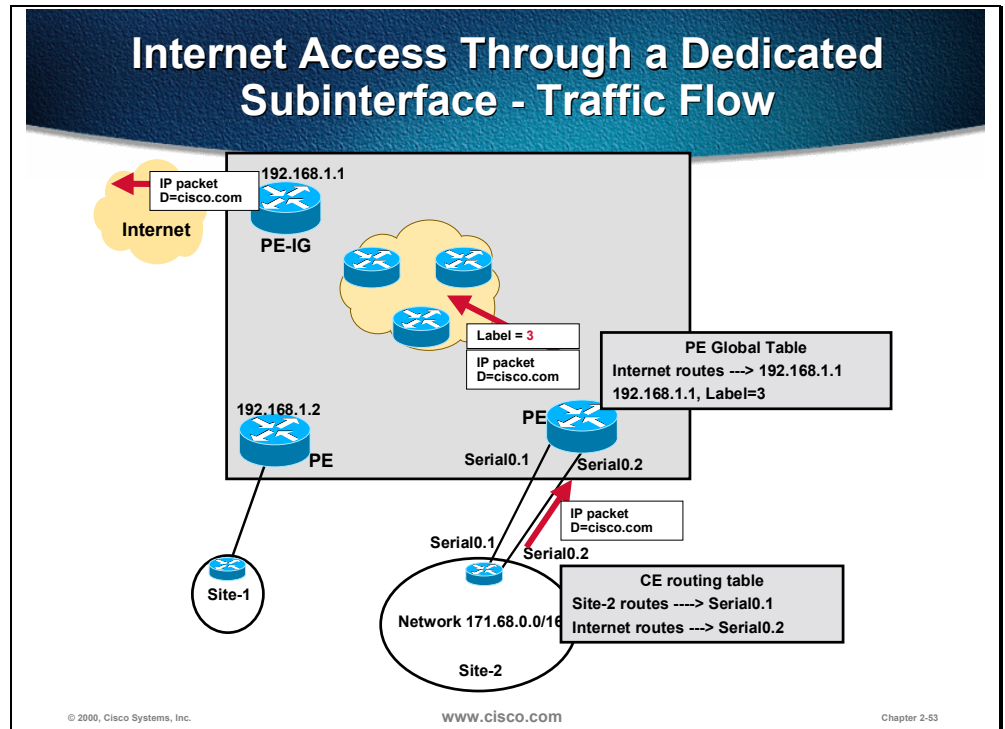 Internet Access Through a Dedicated
Subinterface - Traffic Flow
192.168.1.1
IP packet
D=cisco.com
Internet
PE-IG
Label = 3
IP packet
D=cisco.com
PE Global Table
Internet routes ---> 192.168.1.1
192.168.1.1, Label=3
192.168.1.2
PE
PE
Serial0.1
Serial0.2
IP packet
D=cisco.com
Serial0.1
Serial0.2
CE routing table
Site-2 routes ----> Serial0.1
Internet routes ---> Serial0.2
Site-1
Network 171.68.0.0/16
Site-2
© 2000, Cisco Systems, Inc.
www.cisco.com
Chapter 2-53